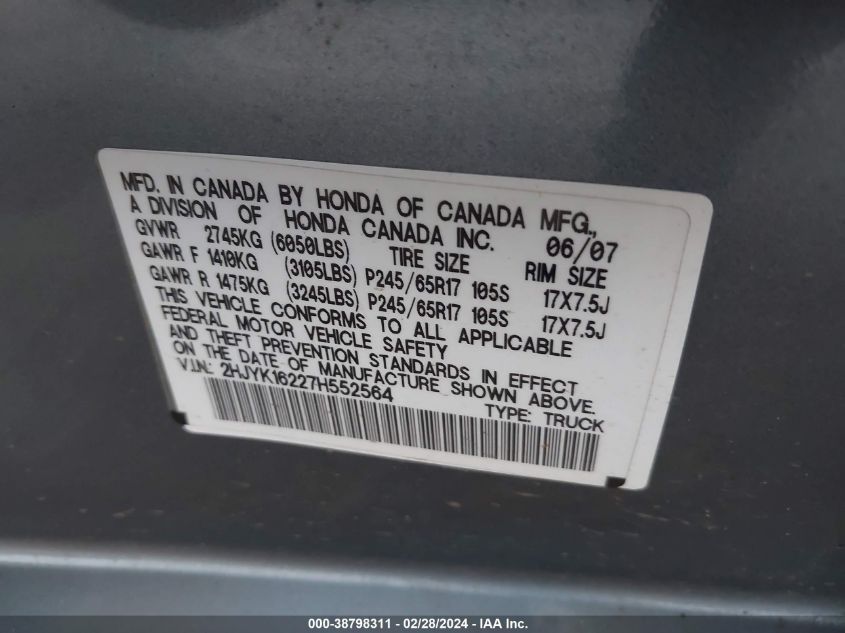 MFD. IN CANADA BY HONDA OF CANADA MFG.,
A DIVISION OF HONDA CANADA INC. 06/07
GVWR 2745KG (6050LBS) TIRE SIZE RIM SIZE
GAWR F 1410KG (3105LBS) P245/65R17 105S 17X7.5J
GAWR R 1475KG (3245LBS) P245/65R17 105S 17X7.5J
THIS VEHICLE CONFORMS TO ALL APPLICABLE
FEDERAL MOTOR VEHICLE SAFETY
AND THEFT PREVENTION STANDARDS IN EFFECT
ON THE DATE OF MANUFACTURE SHOWN ABOVE.
V.I.N.: 2HJYK16227H552564 TYPE: TRUCK
000-38798311 - 02/28/2024 - IAA Inc.